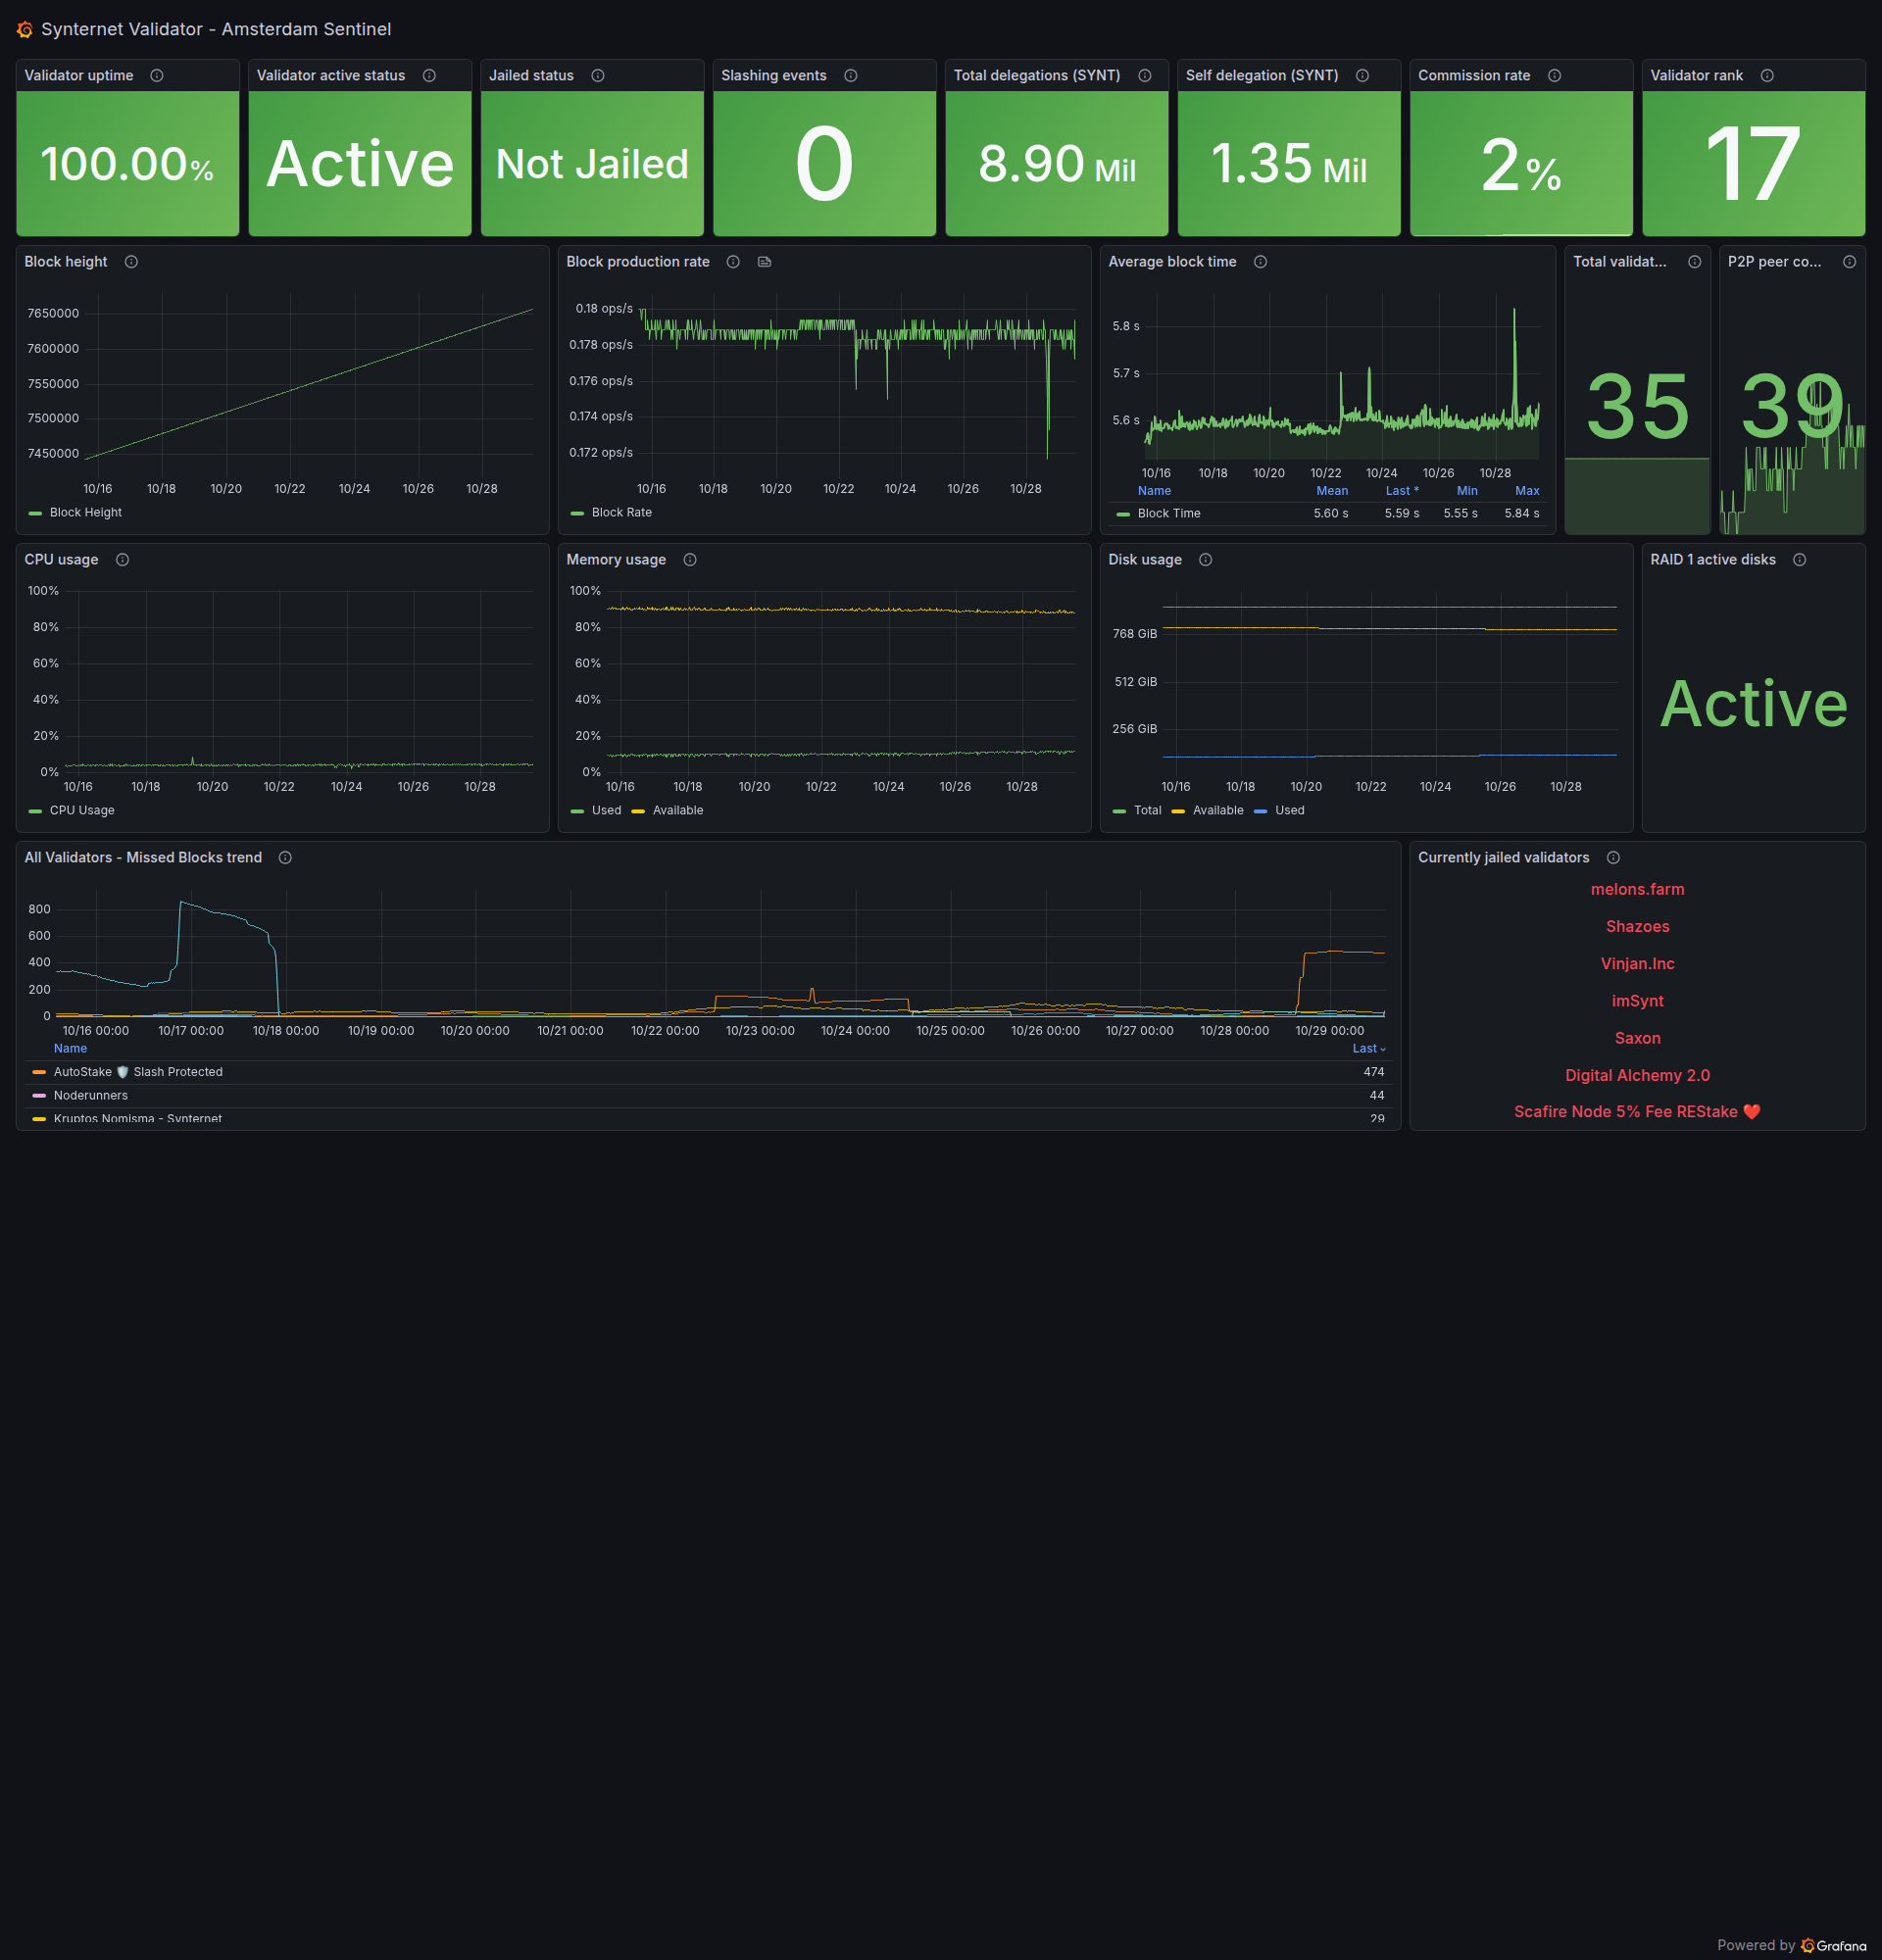 Synternet Validator - Amsterdam Sentinel
Validator uptime
100.00%
Validator active status
Active
Jailed status
Not Jailed
Slashing events
0
Total delegations (SYNT)
8.90 Mil
Self delegation (SYNT)
1.35 Mil
Commission rate
2%
Validator rank
17
Block height
7650000
7600000
7550000
7500000
7450000
10/16 10/18 10/20 10/22 10/24 10/26 10/28
Block Height
Block production rate
0.18 ops/s
0.178 ops/s
0.176 ops/s
0.174 ops/s
0.172 ops/s
10/16 10/18 10/20 10/22 10/24 10/26 10/28
Block Rate
Average block time
5.8 s
5.7 s
5.6 s
10/16 10/18 10/20 10/22 10/24 10/26 10/28
Name Mean Last * Min Max
Block TIme 5.60 s 5.59 s 5.55 s 5.84 s
Total validat...
35
P2P peer co...
39
CPU usage
100%
80%
60%
40%
20%
0%
10/16 10/18 10/20 10/22 10/24 10/26 10/28
CPU Usage
Memory usage
100%
80%
60%
40%
20%
0%
10/16 10/18 10/20 10/22 10/24 10/26 10/28
Used Available
Disk usage
768 GiB
512 GiB
256 GiB
10/16 10/18 10/20 10/22 10/24 10/26 10/28
Total Available Used
RAID 1 active disks
Active
All Validators - Missed Blocks trend
800
600
400
200
0
10/16 00:00 10/17 00:00 10/18 00:00 10/19 00:00 10/20 00:00 10/21 00:00 10/22 00:00 10/23 00:00 10/24 00:00 10/25 00:00 10/26 00:00 10/27 00:00 10/28 00:00 10/29 00:00
Name Last
AutoStake 🛡️ Slash Protected 474
Noderunners 44
Kruptos Nomisma - Synternet 29
Currently jailed validators
melons.farm
Shazoes
Vinjan.Inc
imSynt
Saxon
Digital Alchemy 2.0
Scafire Node 5% Fee REStake ❤️
Powered by Grafana